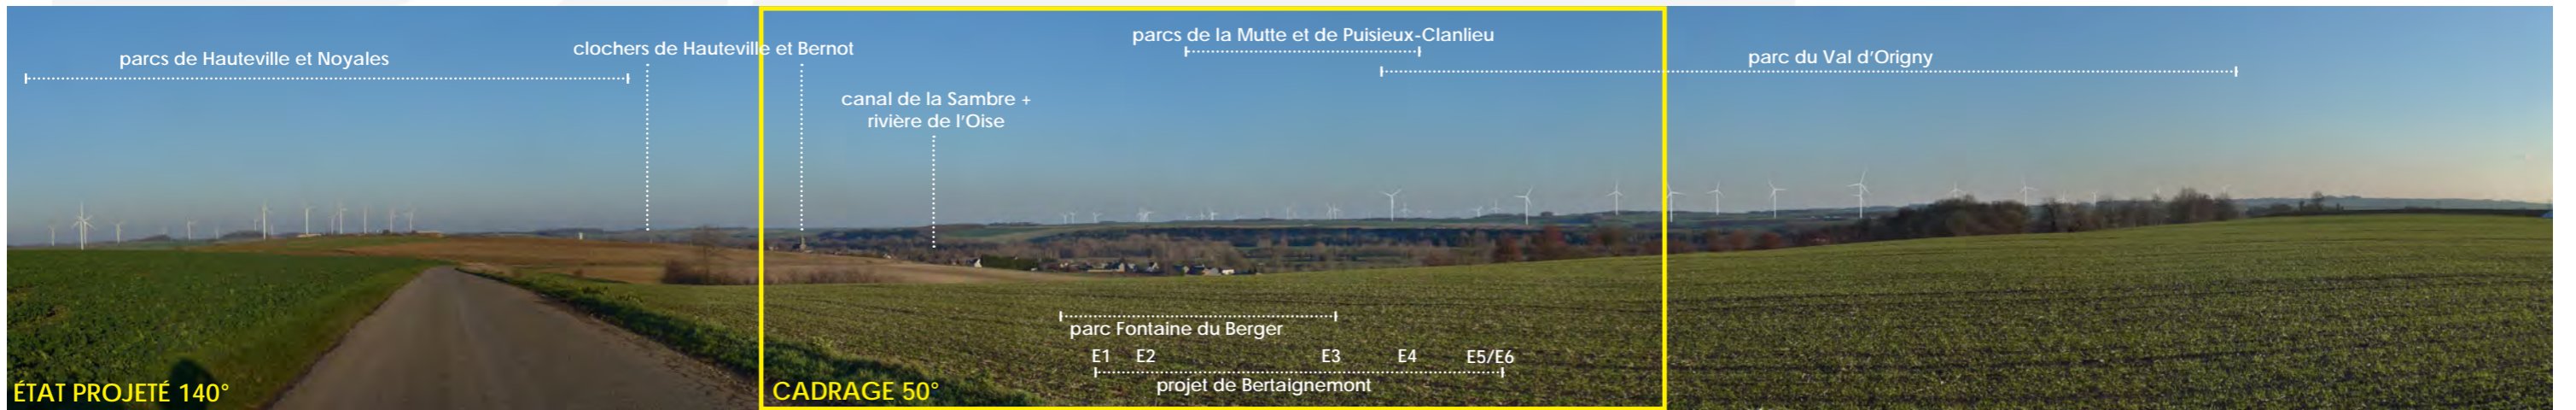 parcs de Hauteville et Noyales
clochers de Hauteville et Bernot
canal de la Sambre +
rivière de l'Oise
parcs de la Mutte et de Puisieux-Clanlieu
parc du Val d'Origny
parc Fontaine du Berger
E1 E2 E3 E4 E5/E6
projet de Bertaignemont
ÉTAT PROJETÉ 140°
CADRAGE 50°